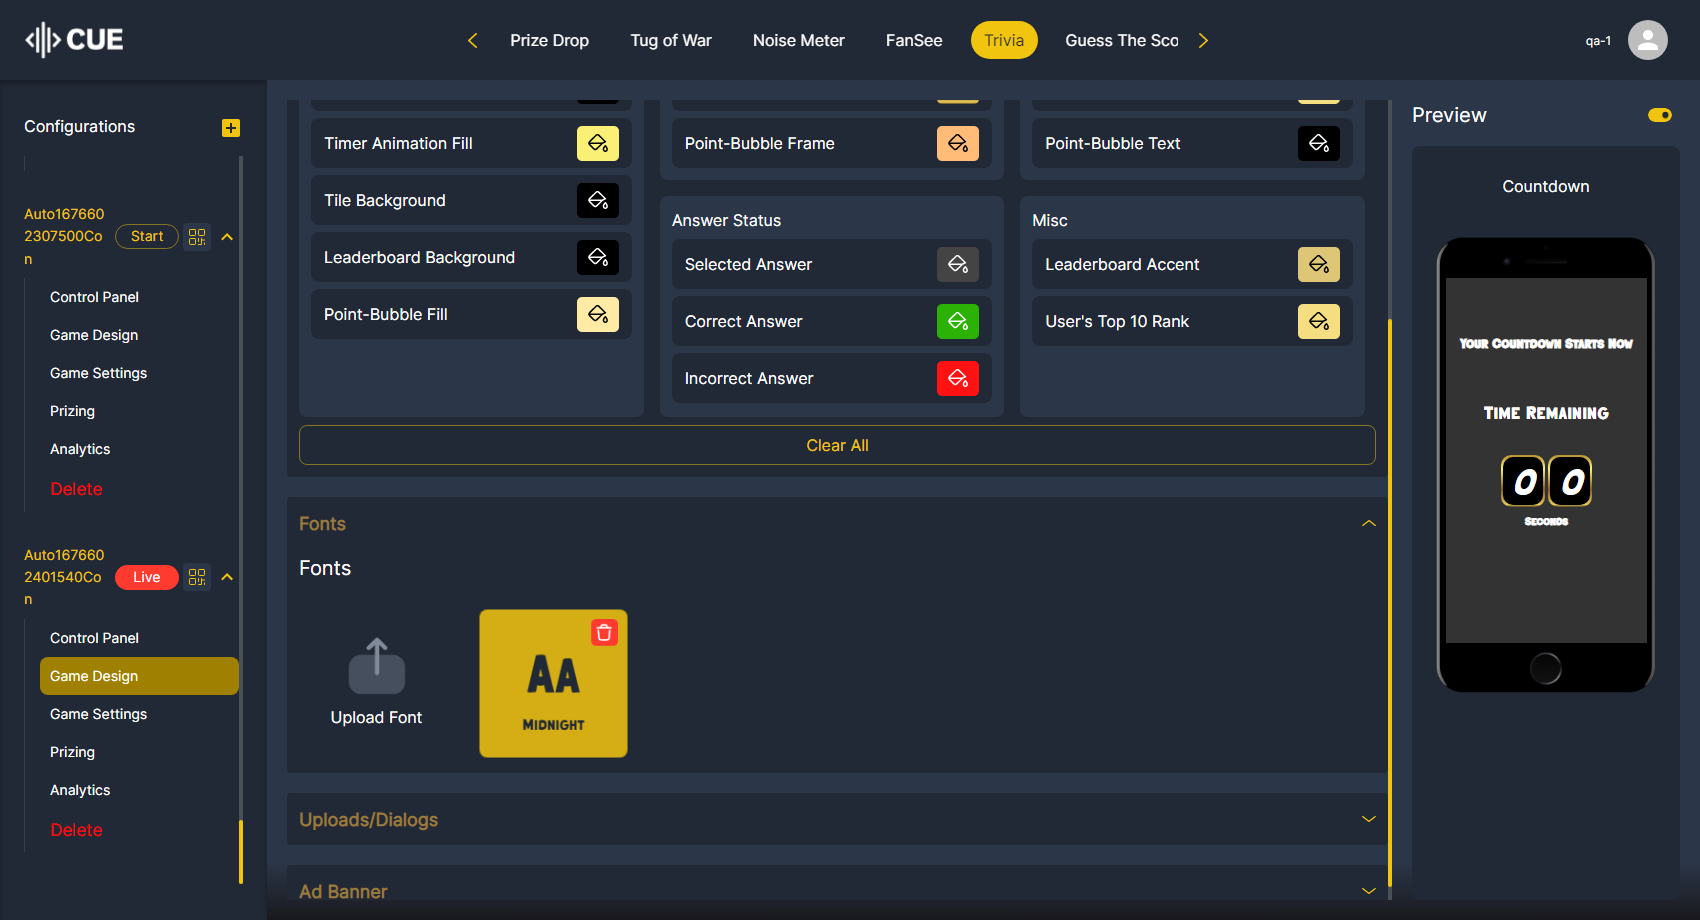 CUE
Prize Drop
Tug of War
Noise Meter
FanSee
Trivia
Guess The Sco
qa-1
Configurations
Auto167660
2307500Co
n
Start
Control Panel
Game Design
Game Settings
Prizing
Analytics
Delete
Auto167660
2401540Co
n
Live
Control Panel
Game Design
Game Settings
Prizing
Analytics
Delete
Timer Animation Fill
Tile Background
Leaderboard Background
Point-Bubble Fill
Point-Bubble Frame
Point-Bubble Text
Answer Status
Selected Answer
Correct Answer
Incorrect Answer
Misc
Leaderboard Accent
User's Top 10 Rank
Clear All
Fonts
Fonts
Upload Font
AA
MIDNIGHT
Uploads/Dialogs
Ad Banner
Preview
Countdown
YOUR COUNTDOWN STARTS NOW
TIME REMAINING
0 0
SECONDS